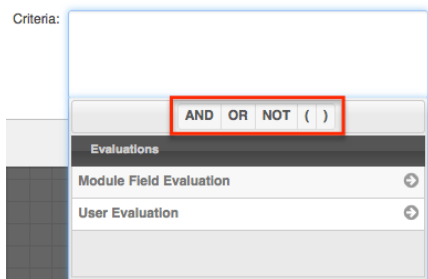 Criteria:
AND OR NOT ( )
Evaluations
Module Field Evaluation
User Evaluation